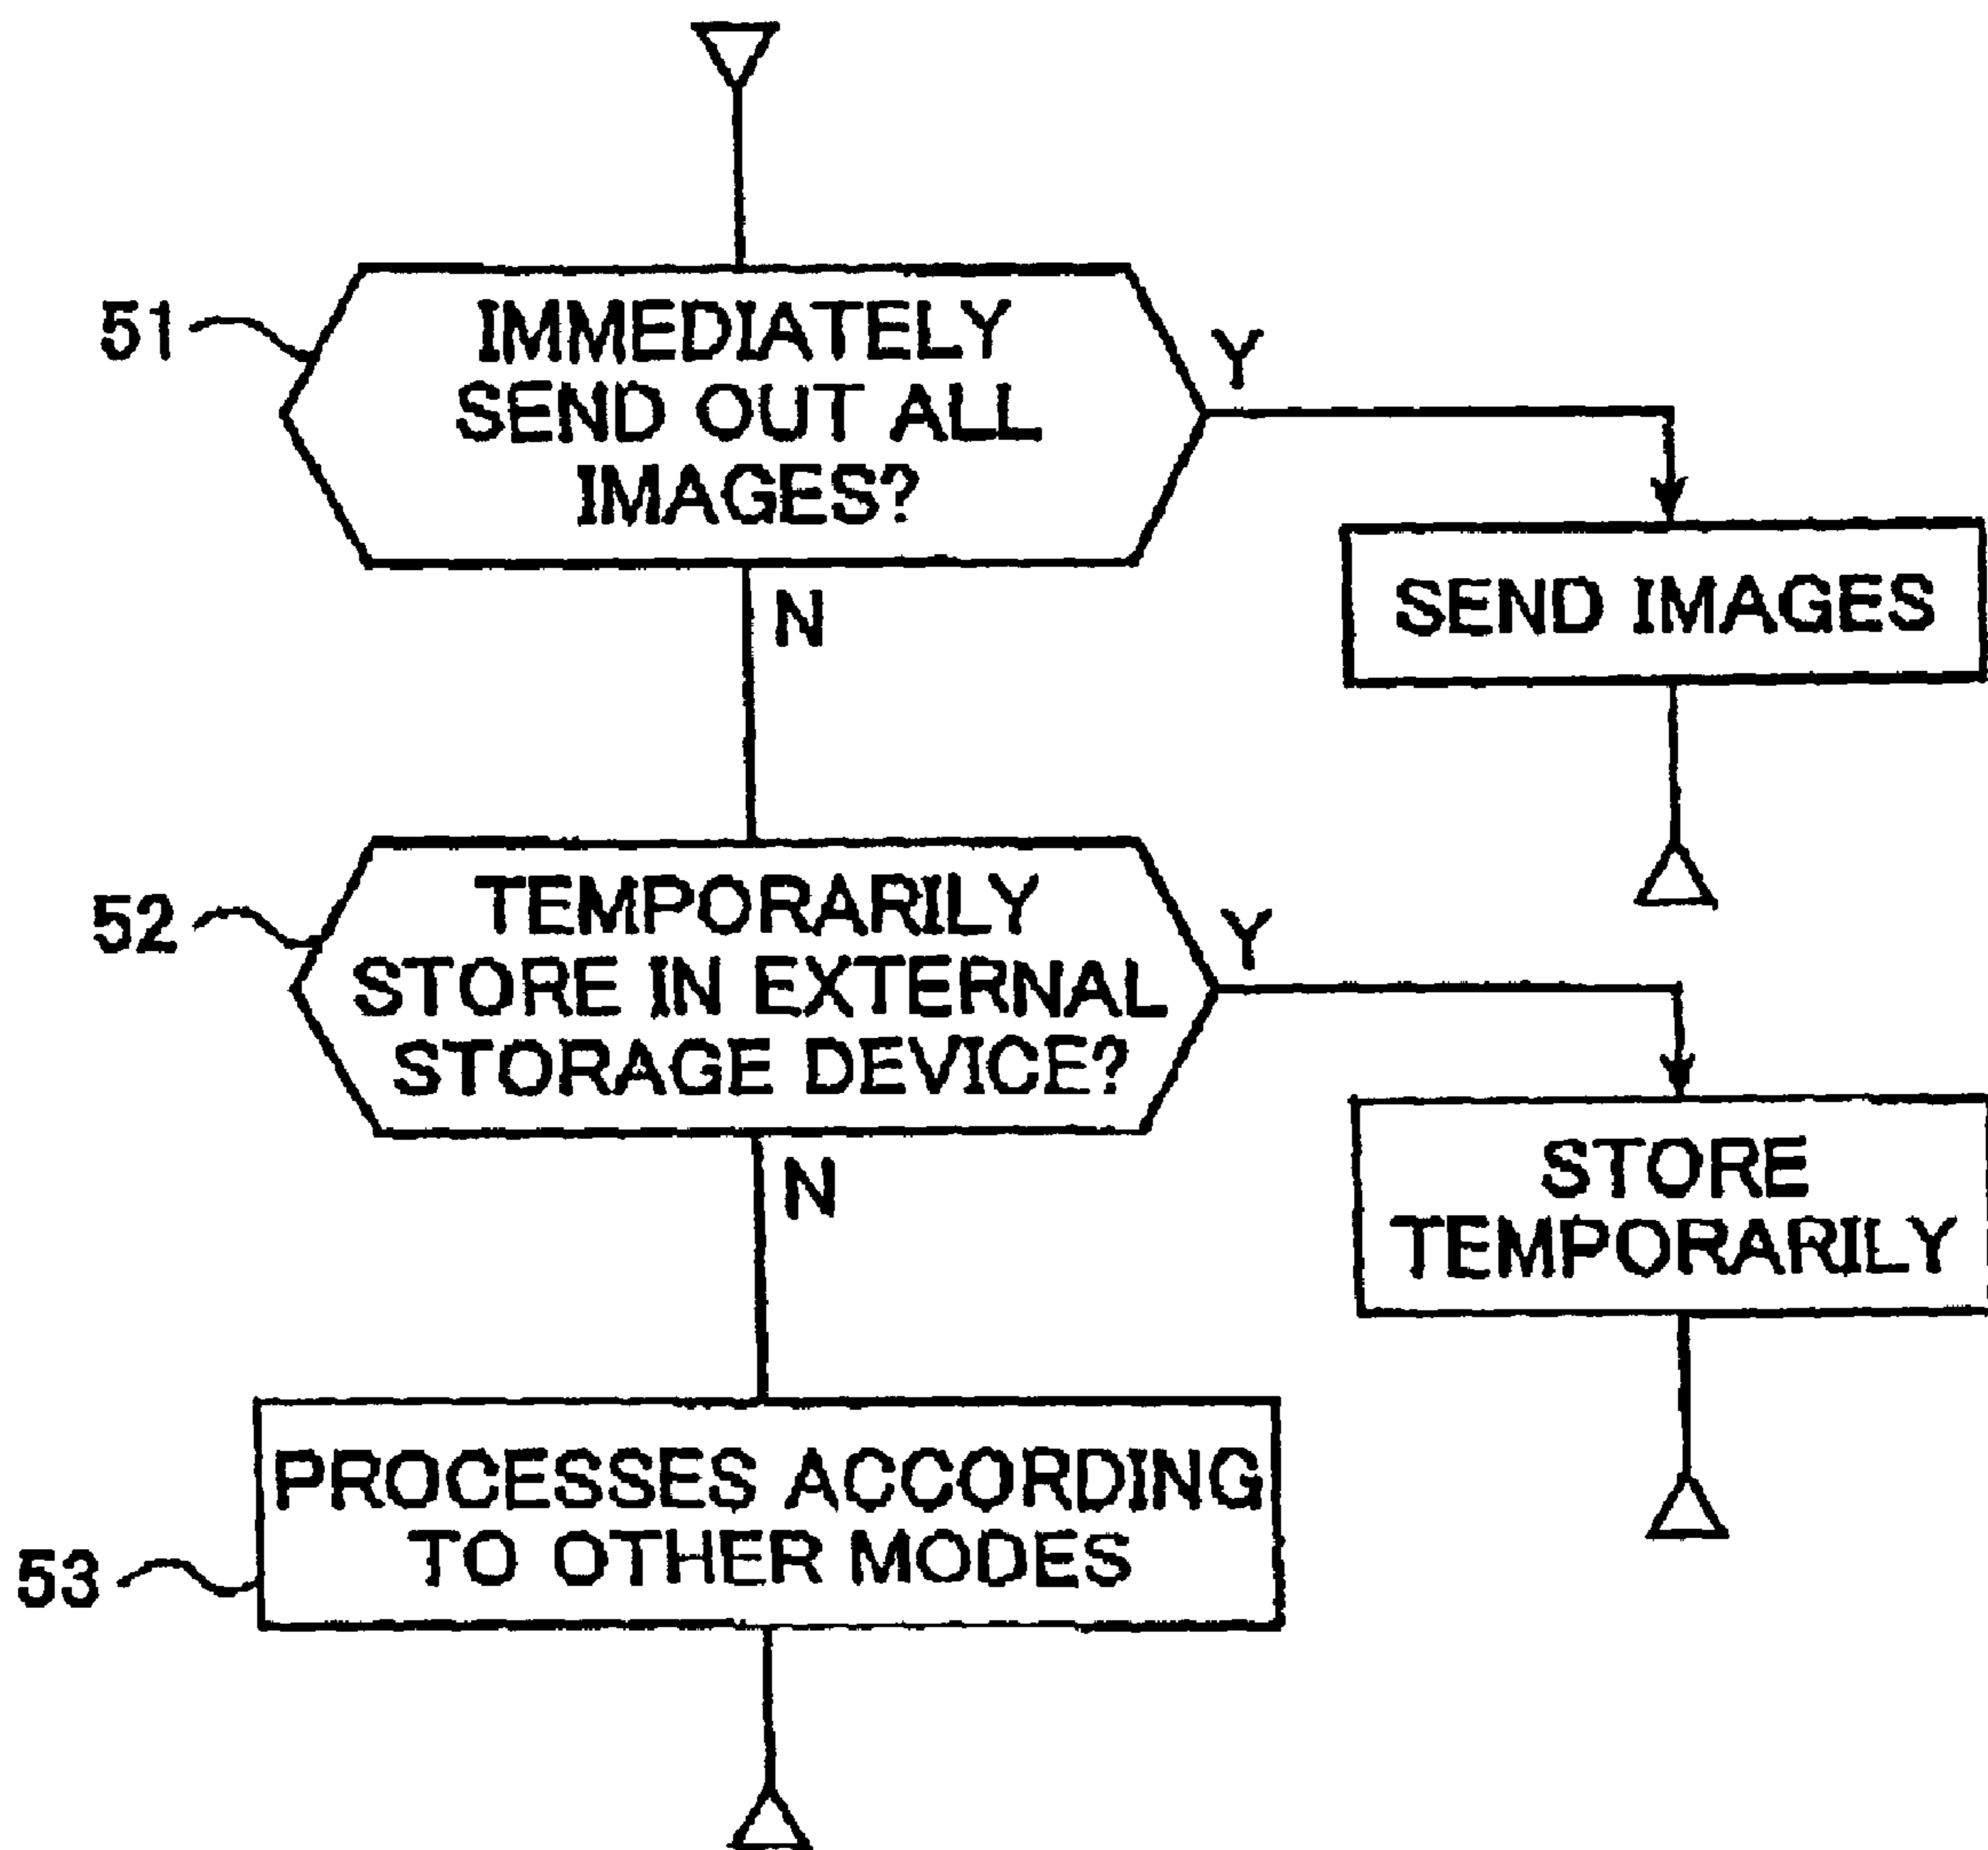 51
IMMEDIATELY
SEND OUT ALL
IMAGES?
Y
N
SEND IMAGES
52
TEMPORARILY
STORE IN EXTERNAL
STORAGE DEVICE?
Y
N
STORE
TEMPORARILY
53
PROCESSES ACCORDING
TO OTHER MODES